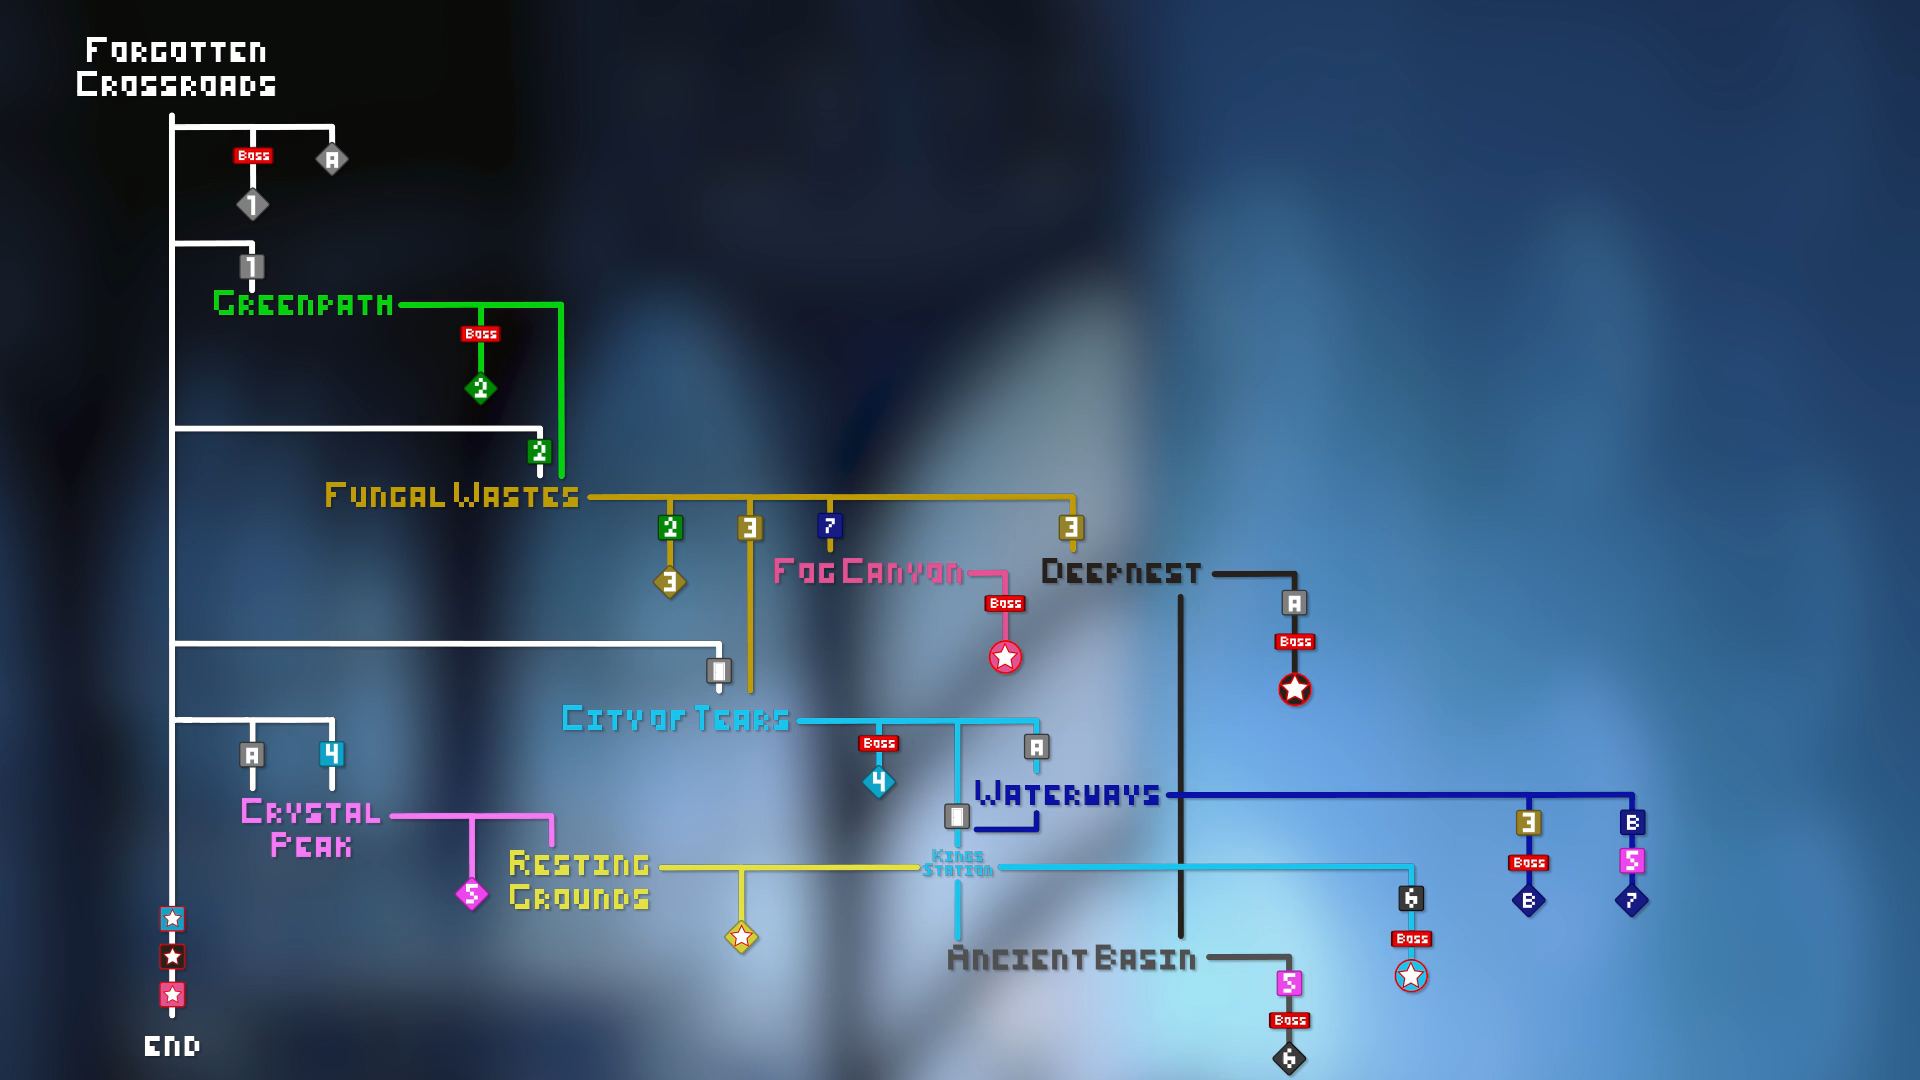 FORGOTTEN
CROSSROADS
Boss A
1
1
GREENPATH
Boss
2
2
FUNGAL WASTES
2 3 7 3
3
FOG CANYON DEEPNEST
Boss A
Boss
CITY OF TEARS
Boss A
A 4
4
WATERWAYS
CRYSTAL
PEAK
3 B
Boss 5
B 7
RESTING
GROUNDS
5
KINGS
STATION
6
Boss
ANCIENT BASIN
5
Boss
6
END